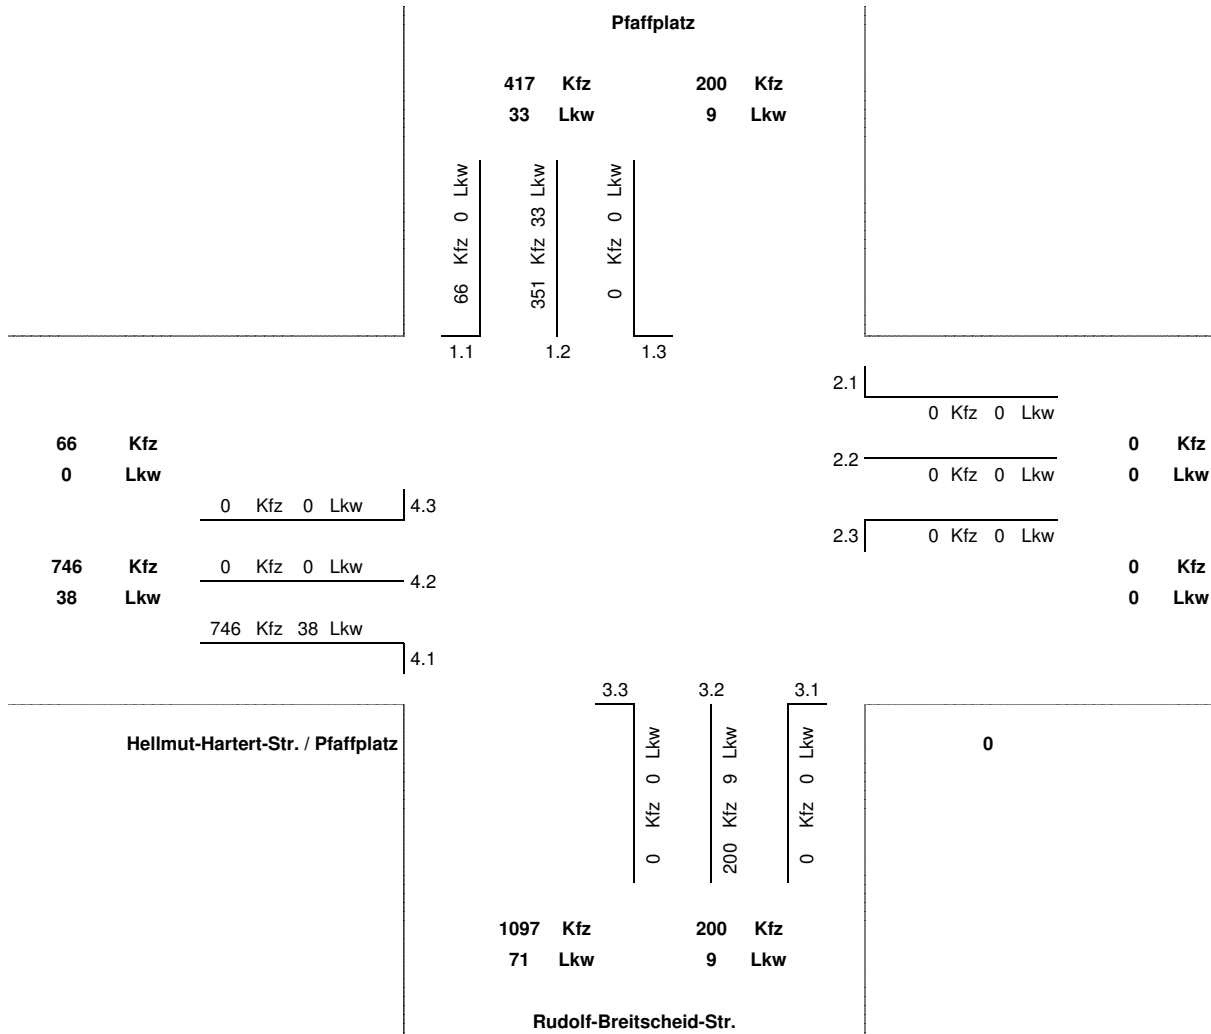 Pfaffplatz
417 Kfz 200 Kfz
33 Lkw 9 Lkw
66 Kfz 0 Lkw
351 Kfz 33 Lkw
0 Kfz 0 Lkw
1.1 1.2 1.3
2.1
0 Kfz 0 Lkw
66 Kfz
0 Lkw
2.2
0 Kfz 0 Lkw
0 Kfz
0 Lkw
0 Kfz 0 Lkw 4.3
2.3
0 Kfz 0 Lkw
746 Kfz
38 Lkw
0 Kfz 0 Lkw 4.2
0 Kfz
0 Lkw
746 Kfz 38 Lkw
4.1
3.3 3.2 3.1
Hellmut-Hartert-Str. / Pfaffplatz
0
0 Kfz 0 Lkw
200 Kfz 9 Lkw
0 Kfz 0 Lkw
1097 Kfz 200 Kfz
71 Lkw 9 Lkw
Rudolf-Breitscheid-Str.